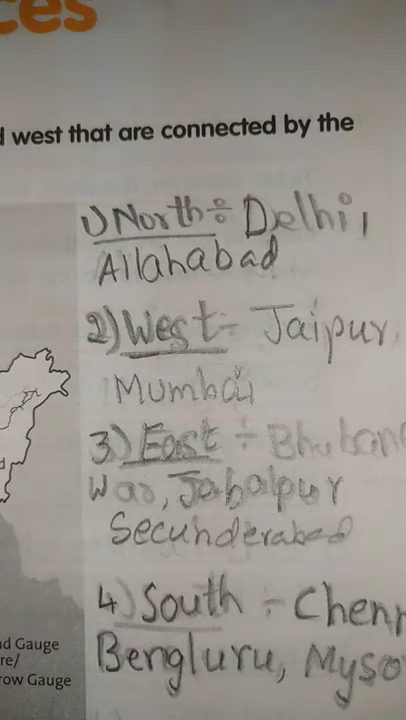 ces
d west that are connected by the
1) North ÷ Delhi,
Allahabad
2) West - Jaipur,
Mumbai
3) East ÷ Bhuban
war, Jabalpur
Secunderabad
4) South ÷ Chenn
Bengluru, Myso
d Gauge
re/
row Gauge